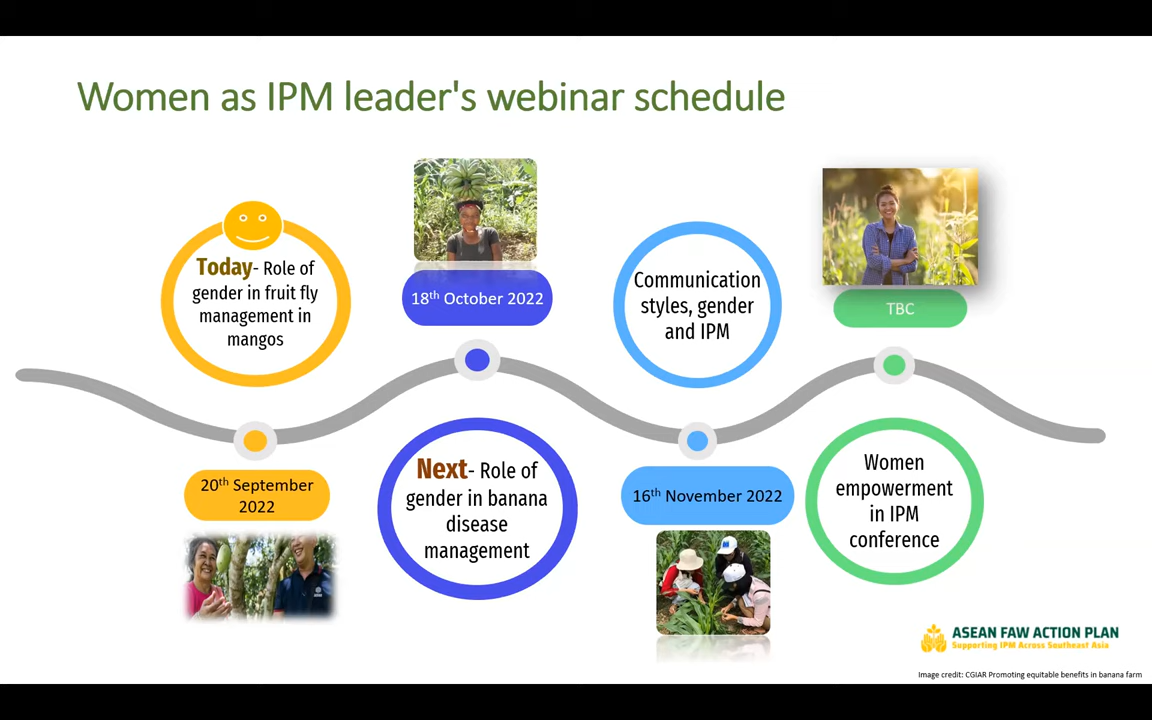 Women as IPM leader's webinar schedule
Today- Role of
gender in fruit fly
management in
mangos
20th September
2022
18th October 2022
Next- Role of
gender in banana
disease
management
Communication
styles, gender
and IPM
16th November 2022
TBC
Women
empowerment
in IPM
conference
ASEAN FAW ACTION PLAN
Supporting IPM Across Southeast Asia
Image credit: CGIAR Promoting equitable benefits in banana farm